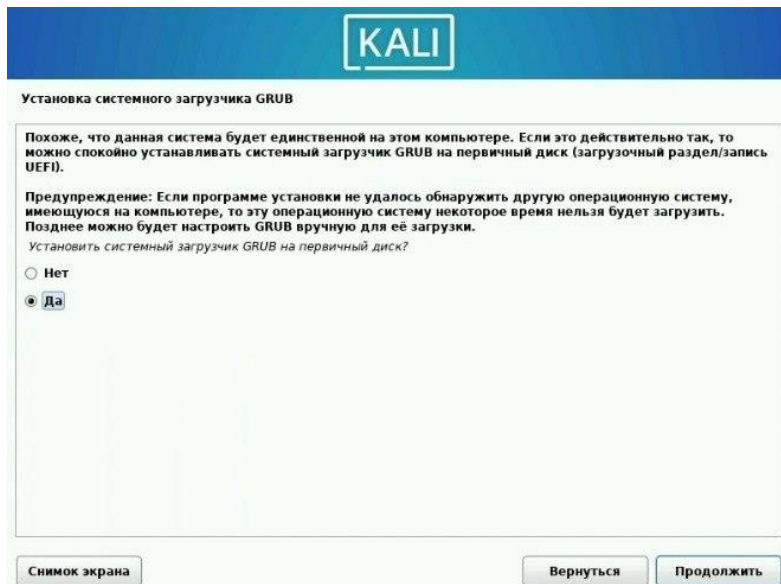 KALI
Установка системного загрузчика GRUB
Похоже, что данная система будет единственной на этом компьютере. Если это действительно так, то
можно спокойно устанавливать системный загрузчик GRUB на первичный диск (загрузочный раздел/запись
UEFI).
Предупреждение: Если программе установки не удалось обнаружить другую операционную систему,
имеющуюся на компьютере, то эту операционную систему некоторое время нельзя будет загрузить.
Позднее можно будет настроить GRUB вручную для её загрузки.
Установить системный загрузчик GRUB на первичный диск?
Нет
Да
Снимок экрана
Вернуться
Продолжить